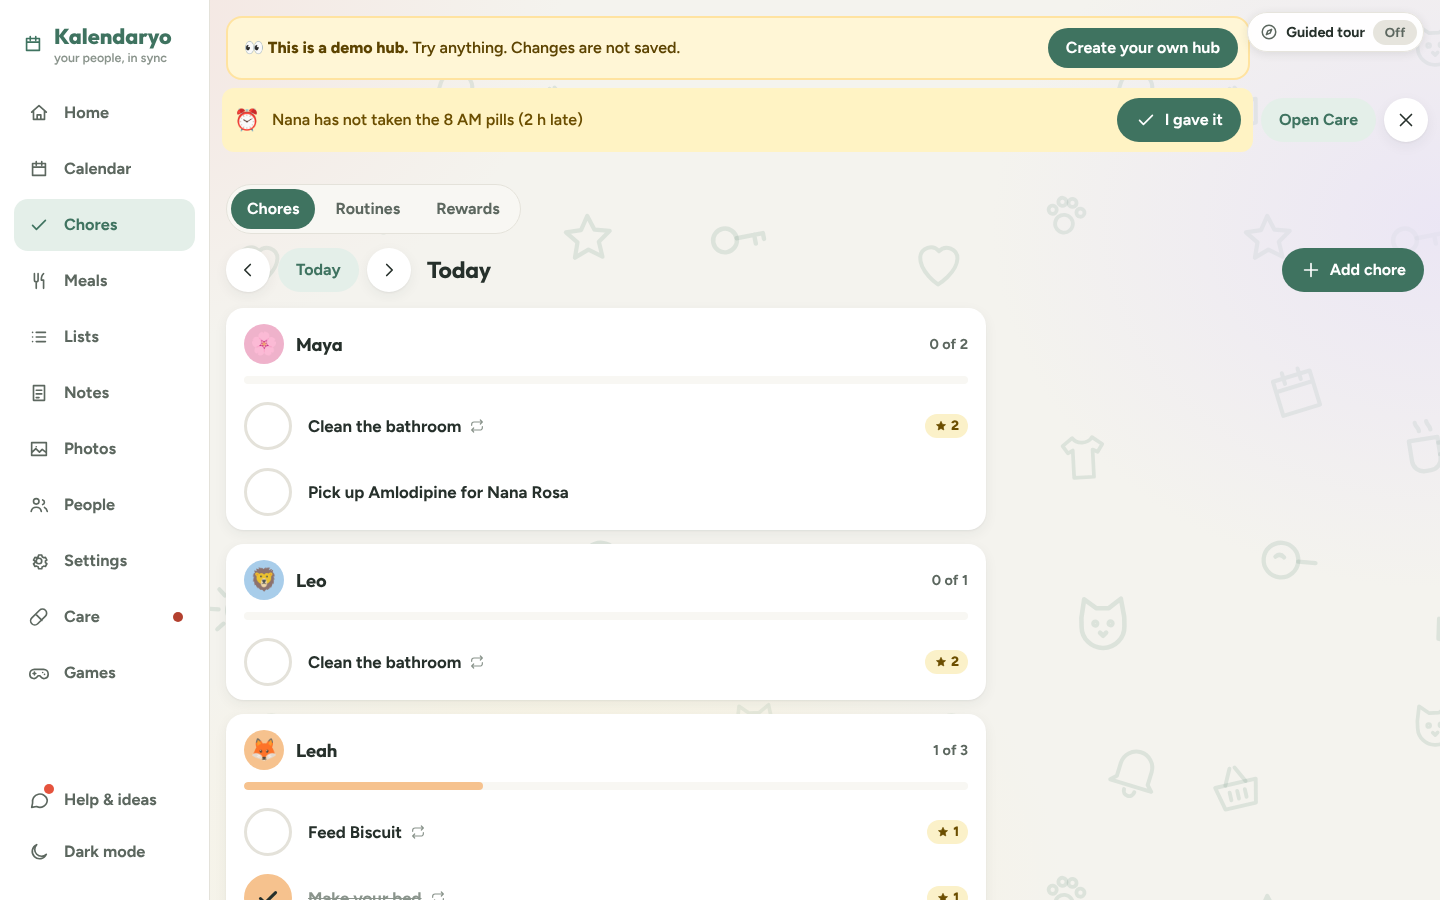 Kalendaryo
your people, in sync
Home
Calendar
Chores
Meals
Lists
Notes
Photos
People
Settings
Care
Games
Help & ideas
Dark mode
This is a demo hub. Try anything. Changes are not saved.
Create your own hub
Guided tour
Off
Nana has not taken the 8 AM pills (2 h late)
I gave it
Open Care
Chores
Routines
Rewards
Today
Today
Add chore
Maya
0 of 2
Clean the bathroom
2
Pick up Amlodipine for Nana Rosa
Leo
0 of 1
Clean the bathroom
2
Leah
1 of 3
Feed Biscuit
1
Make your bed
1